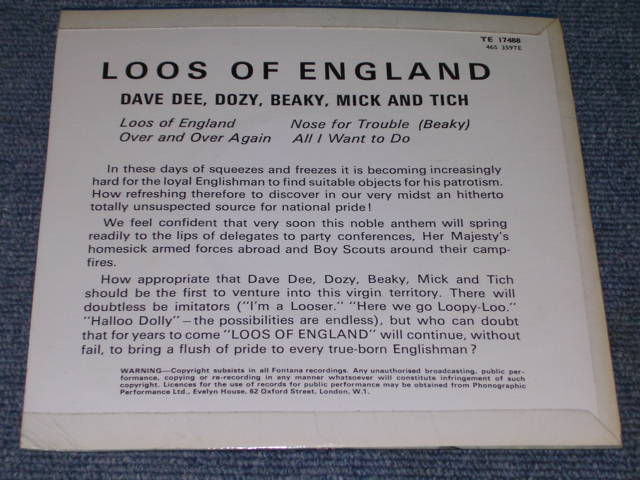 TE 17488
465 359TE
LOOS OF ENGLAND
DAVE DEE, DOZY, BEAKY, MICK AND TICH
Loos of England Nose for Trouble (Beaky)
Over and Over Again All I Want to Do
In these days of squeezes and freezes it is becoming increasingly
hard for the loyal Englishman to find suitable objects for his patrotism.
How refreshing therefore to discover in our very midst an hitherto
totally unsuspected source for national pride!
We feel confident that very soon this noble anthem will spring
readily to the lips of delegates to party conferences, Her Majesty's
homesick armed forces abroad and Boy Scouts around their camp-
fires.
How appropriate that Dave Dee, Dozy, Beaky, Mick and Tich
should be the first to venture into this virgin territory. There will
doubtless be imitators ("I'm a Looser." "Here we go Loopy-Loo."
"Halloo Dolly"—the possibilities are endless), but who can doubt
that for years to come "LOOS OF ENGLAND" will continue, without
fail, to bring a flush of pride to every true-born Englishman?
WARNING—Copyright subsists in all Fontana recordings. Any unauthorised broadcasting, public per-
formance, copying or re-recording in any manner whatsoever will constitute infringement of such
copyright. Licences for the use of records for public performance may be obtained from Phonographic
Performance Ltd., Evelyn House, 62 Oxford Street, London, W.1.